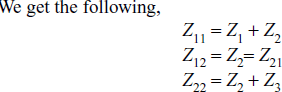 We get the following,
Z₁₁ = Z₁ + Z₂
Z₁₂ = Z₂= Z₂₁
Z₂₂ = Z₂ + Z₃